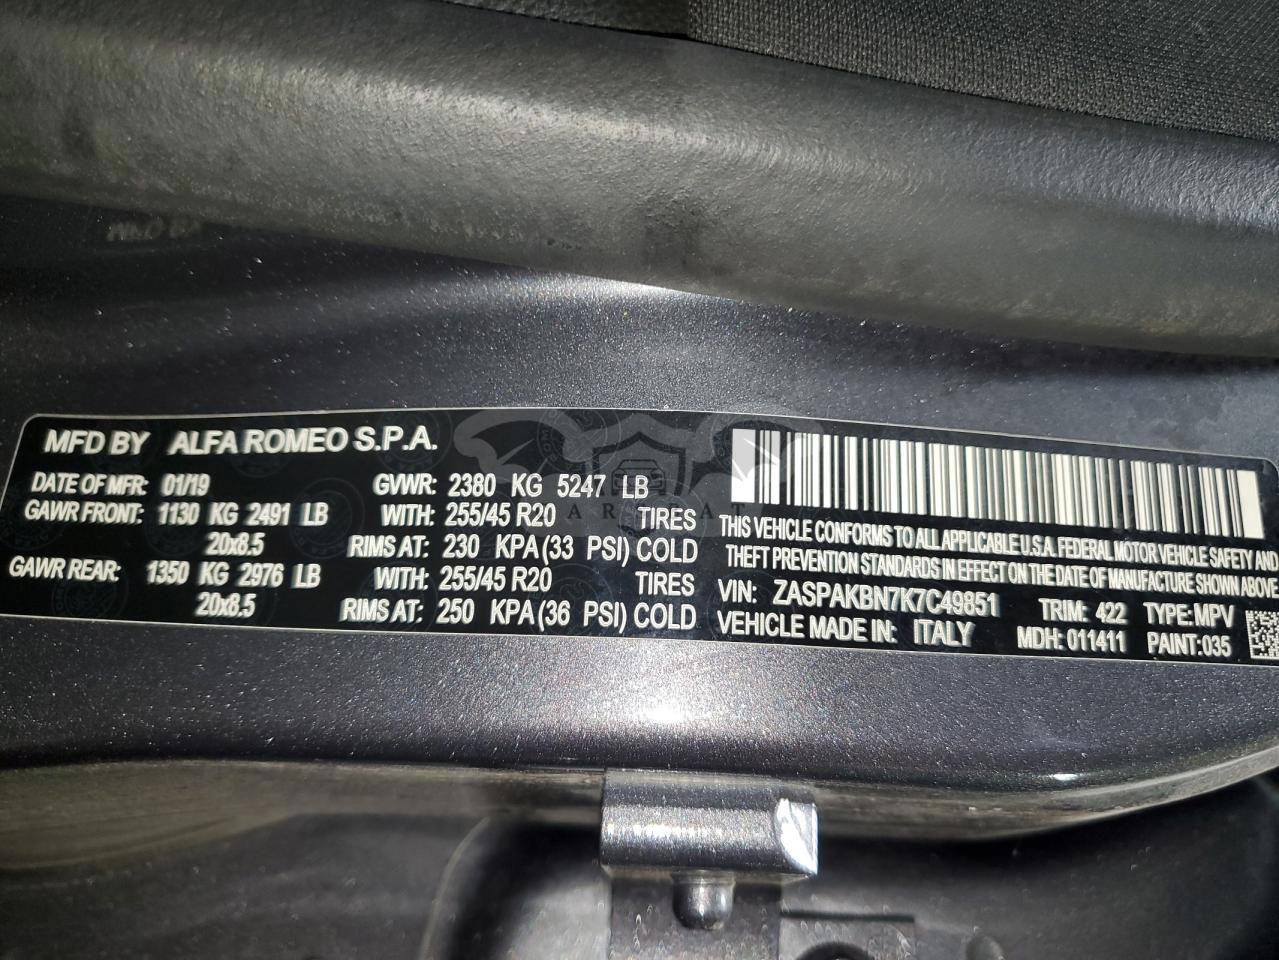 MFD BY ALFA ROMEO S.P.A.
DATE OF MFR: 01/19 GVWR: 2380 KG 5247 LB
GAWR FRONT: 1130 KG 2491 LB WITH: 255/45 R20 TIRES
20x8.5 RIMS AT: 230 KPA (33 PSI) COLD
GAWR REAR: 1350 KG 2976 LB WITH: 255/45 R20 TIRES
20x8.5 RIMS AT: 250 KPA (36 PSI) COLD
THIS VEHICLE CONFORMS TO ALL APPLICABLE U.S.A. FEDERAL MOTOR VEHICLE SAFETY AND
THEFT PREVENTION STANDARDS IN EFFECT ON THE DATE OF MANUFACTURE SHOWN ABOVE.
VIN: ZASPAKBN7K7C49851 TRIM: 422 TYPE: MPV
VEHICLE MADE IN: ITALY MDH: 011411 PAINT: 035